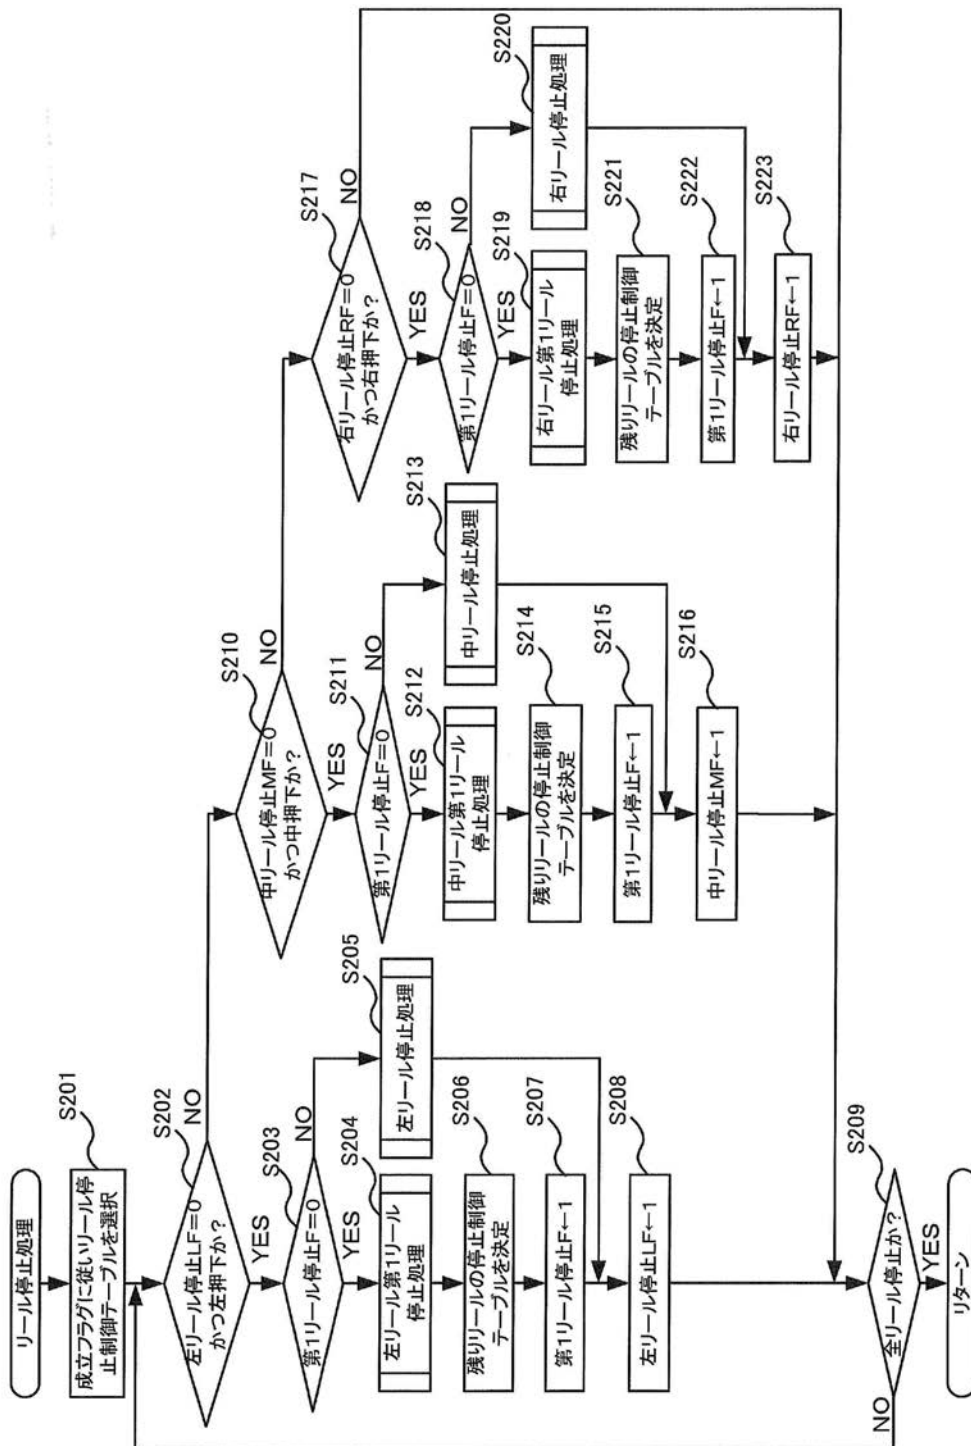 リール停止処理
S201
成立フラグに従いリール停
止制御テーブルを選択
S202
左リール停止LF=0
かつ左押下か?
NO
YES
S203
第1リール停止F=0
NO
YES
S204
左リール第1リール
停止処理
S205
左リール停止処理
S206
残りリールの停止制御
テーブルを決定
S207
第1リール停止F←1
S208
左リール停止LF←1
S209
全リール停止か?
NO
YES
リターン
S210
中リール停止MF=0
かつ中押下か?
NO
YES
S211
第1リール停止F=0
NO
YES
S212
中リール第1リール
停止処理
S213
中リール停止処理
S214
残りリールの停止制御
テーブルを決定
S215
第1リール停止F←1
S216
中リール停止MF←1
S217
右リール停止RF=0
かつ右押下か?
NO
YES
S218
第1リール停止F=0
NO
YES
S219
右リール第1リール
停止処理
S220
右リール停止処理
S221
残りリールの停止制御
テーブルを決定
S222
第1リール停止F←1
S223
右リール停止RF←1